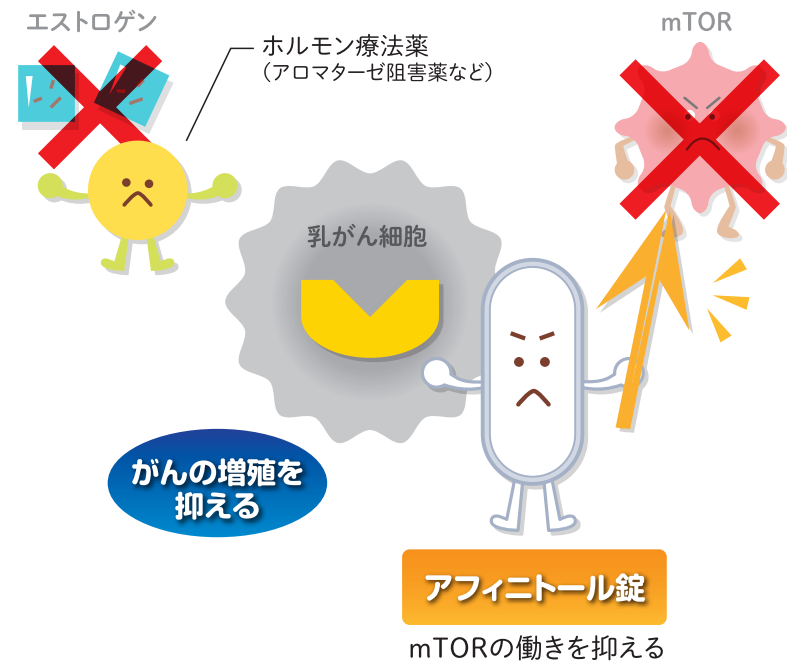 エストロゲン
mTOR
ホルモン療法薬
（アロマターゼ阻害薬など）
乳がん細胞
がんの増殖を
抑える
アフィニトール錠
mTORの働きを抑える